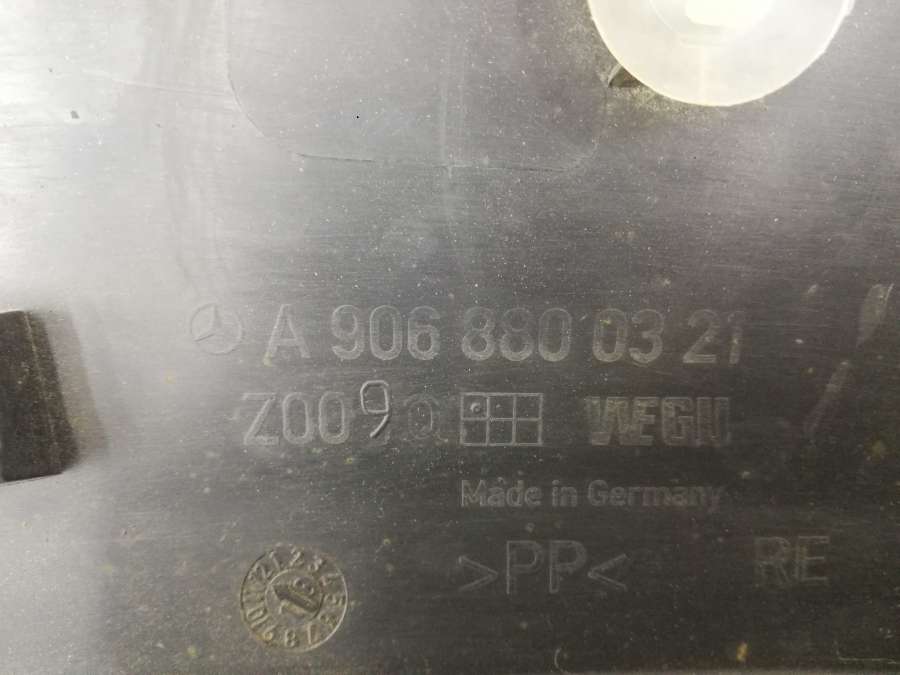 A 906 880 03 21
Z009 WEGU
Made in Germany
>PP< RE